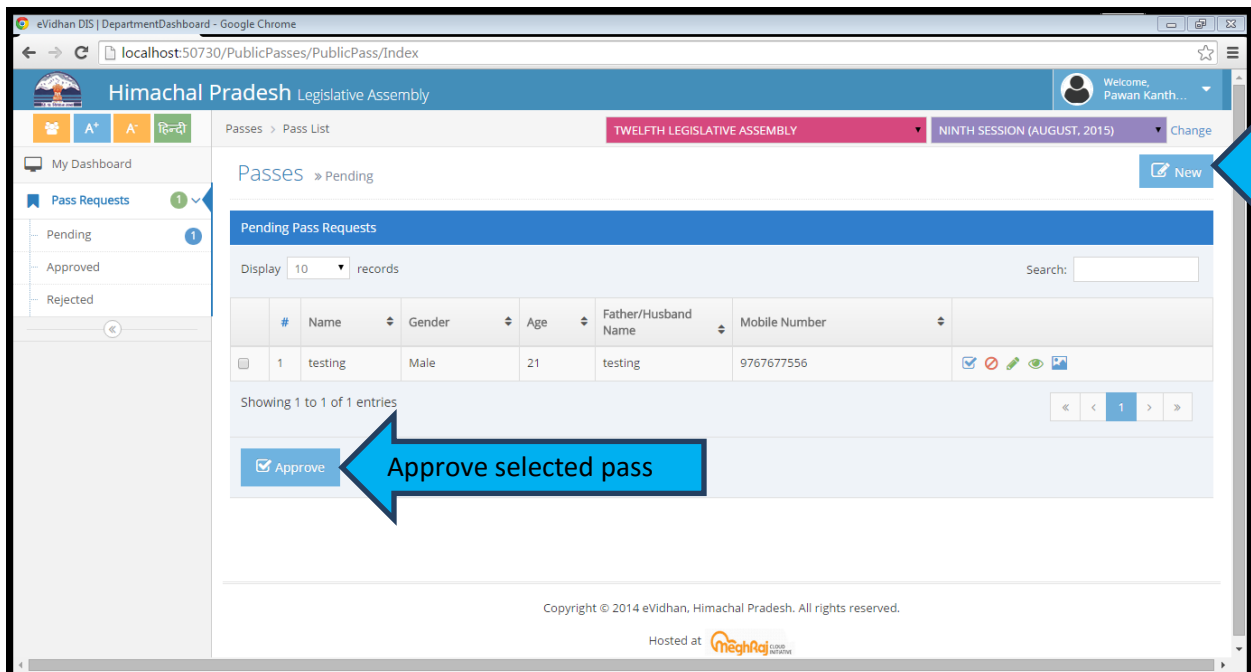 eVidhan DIS | DepartmentDashboard - Google Chrome
localhost:50730/PublicPasses/PublicPass/Index
Himachal Pradesh Legislative Assembly
Welcome,
Pawan Kanth...
A+ A- हिन्दी
Passes > Pass List
TWELFTH LEGISLATIVE ASSEMBLY
NINTH SESSION (AUGUST, 2015)
Change
My Dashboard
Pass Requests 1
Pending 1
Approved
Rejected
Passes » Pending
New
Pending Pass Requests
Display 10 records
Search:
# Name Gender Age Father/Husband Name Mobile Number
1 testing Male 21 testing 9767677556
Showing 1 to 1 of 1 entries
« < 1 > »
Approve
Approve selected pass
Copyright © 2014 eVidhan, Himachal Pradesh. All rights reserved.
Hosted at MeghRaj CLOUD INITIATIVE